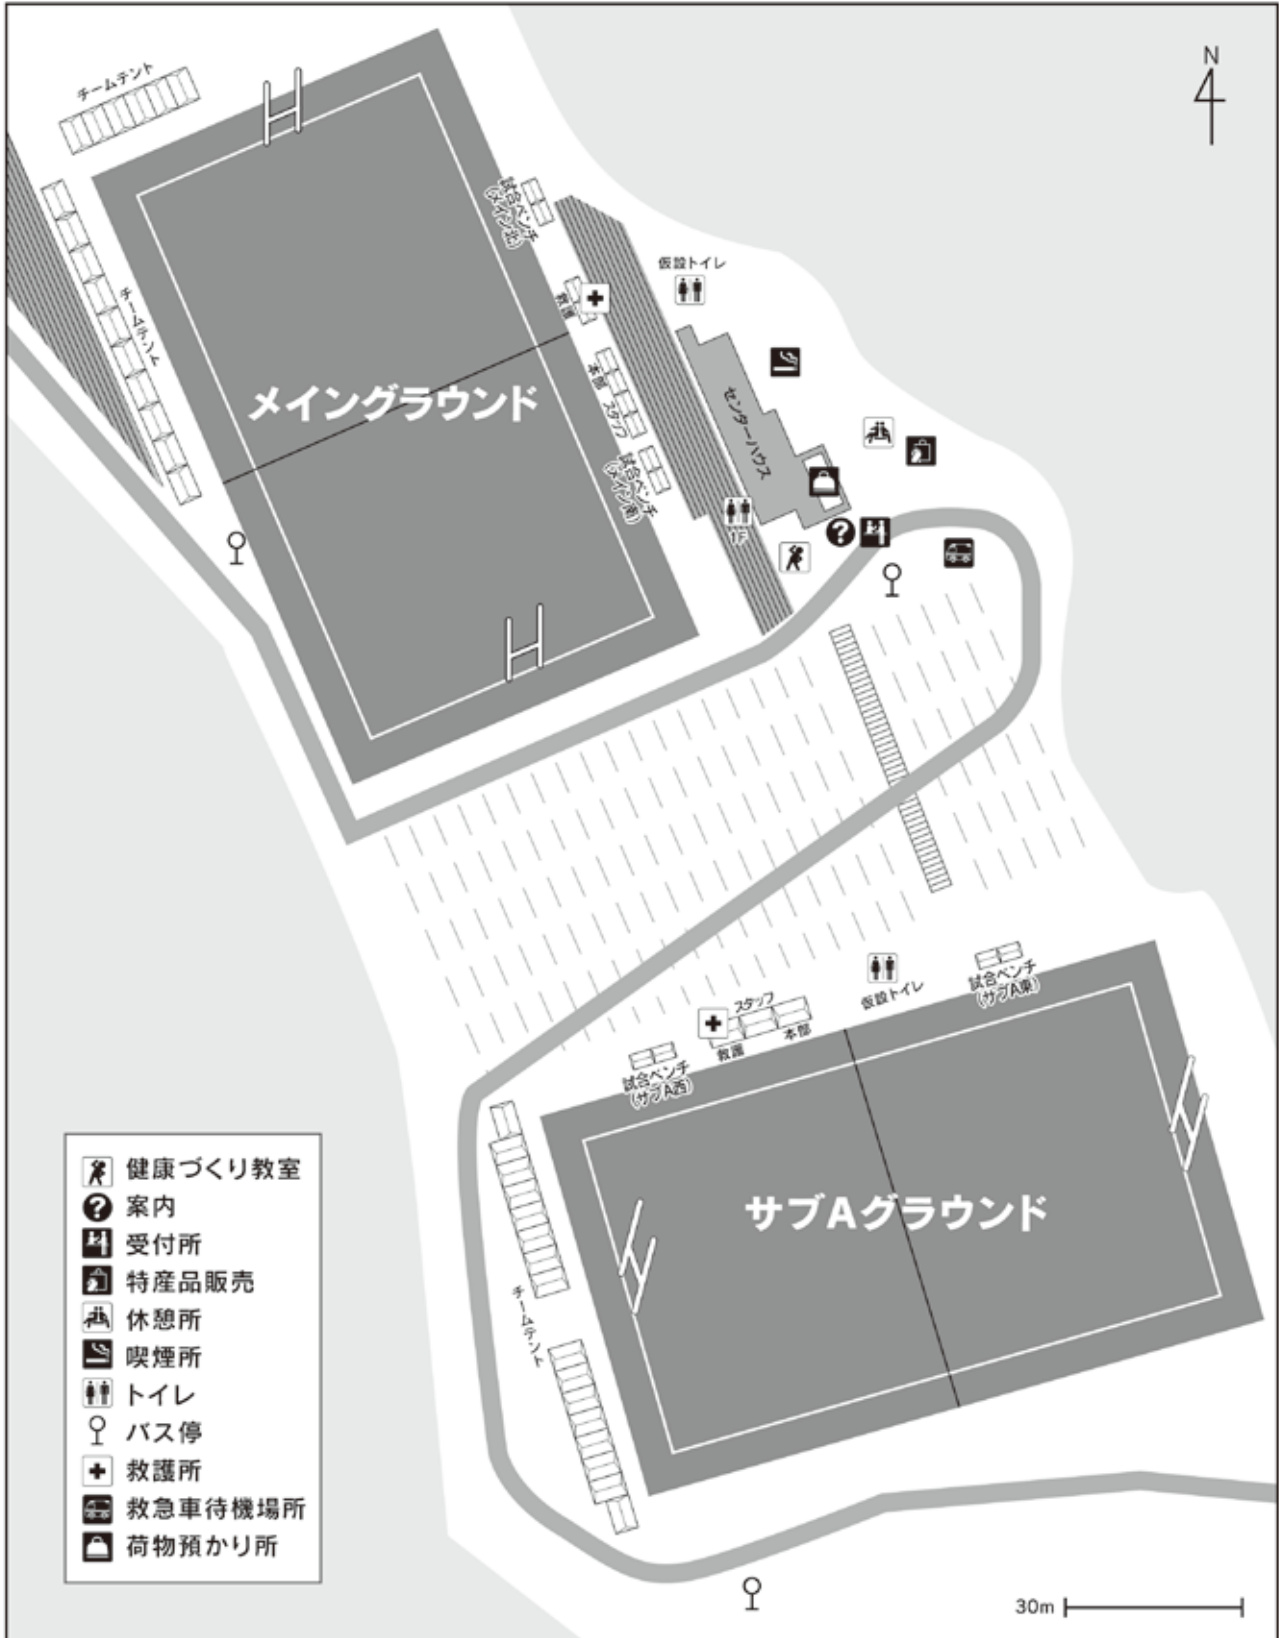 N
チームテント
試合ベンチ
(メイン北)
仮設トイレ
救護
チームテント
本部
スタッフ
メイングラウンド
センターハウス
試合ベンチ
(メイン南)
1F
試合ベンチ
(サブA東)
仮設トイレ
スタッフ
本部
救護
試合ベンチ
(サブA西)
サブAグラウンド
チームテント
健康づくり教室
案内
受付所
特産品販売
休憩所
喫煙所
トイレ
バス停
救護所
救急車待機場所
荷物預かり所
30m